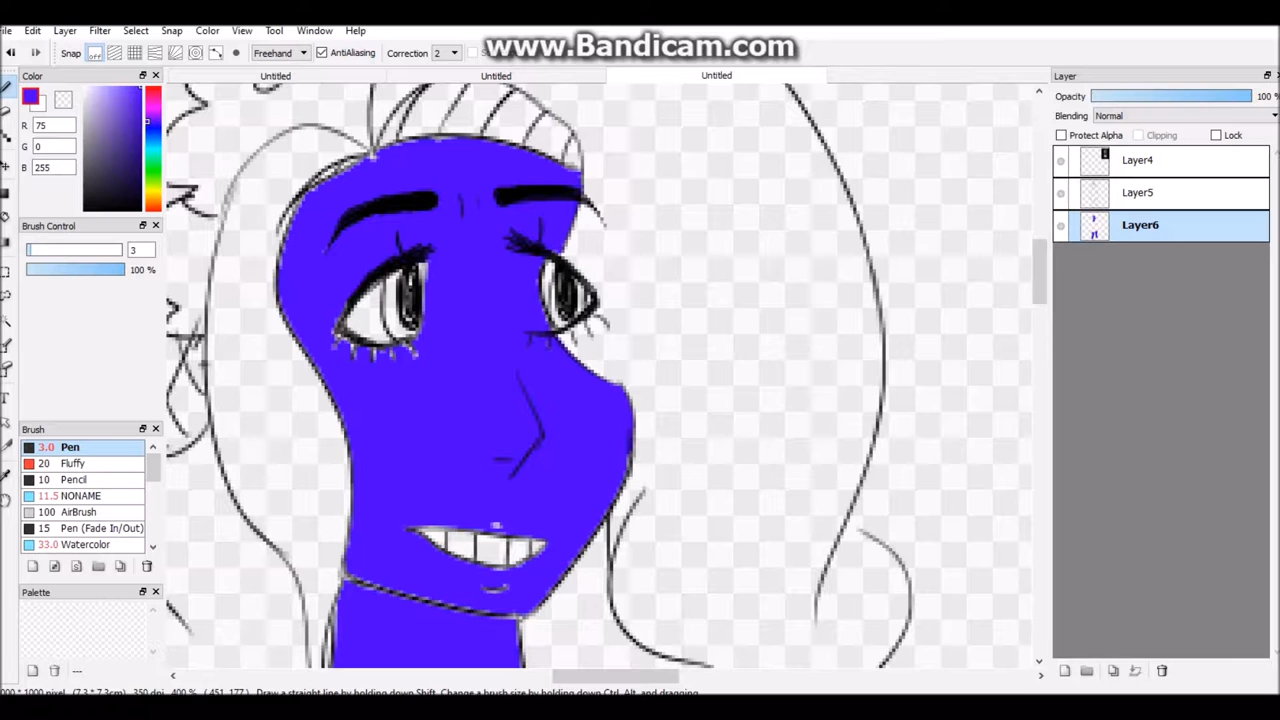 File Edit Layer Filter Select Snap Color View Tool Window Help
www.Bandicam.com
Snap off Freehand AntiAliasing Correction 2
Color
Untitled Untitled Untitled
Layer
R 75
G 0
B 255
Opacity 100 %
Blending Normal
Protect Alpha Clipping Lock
Layer4
Layer5
Layer6
Brush Control
3
100 %
Brush
3.0 Pen
20 Fluffy
10 Pencil
11.5 NONAME
100 AirBrush
15 Pen (Fade In/Out)
33.0 Watercolor
Palette
---
000 * 1000 pixel (7.3 * 7.3cm) 350 dpi 400 % ( 451, 177 ) Draw a straight line by holding down Shift, Change a brush size by holding down Ctrl, Alt, and dragging